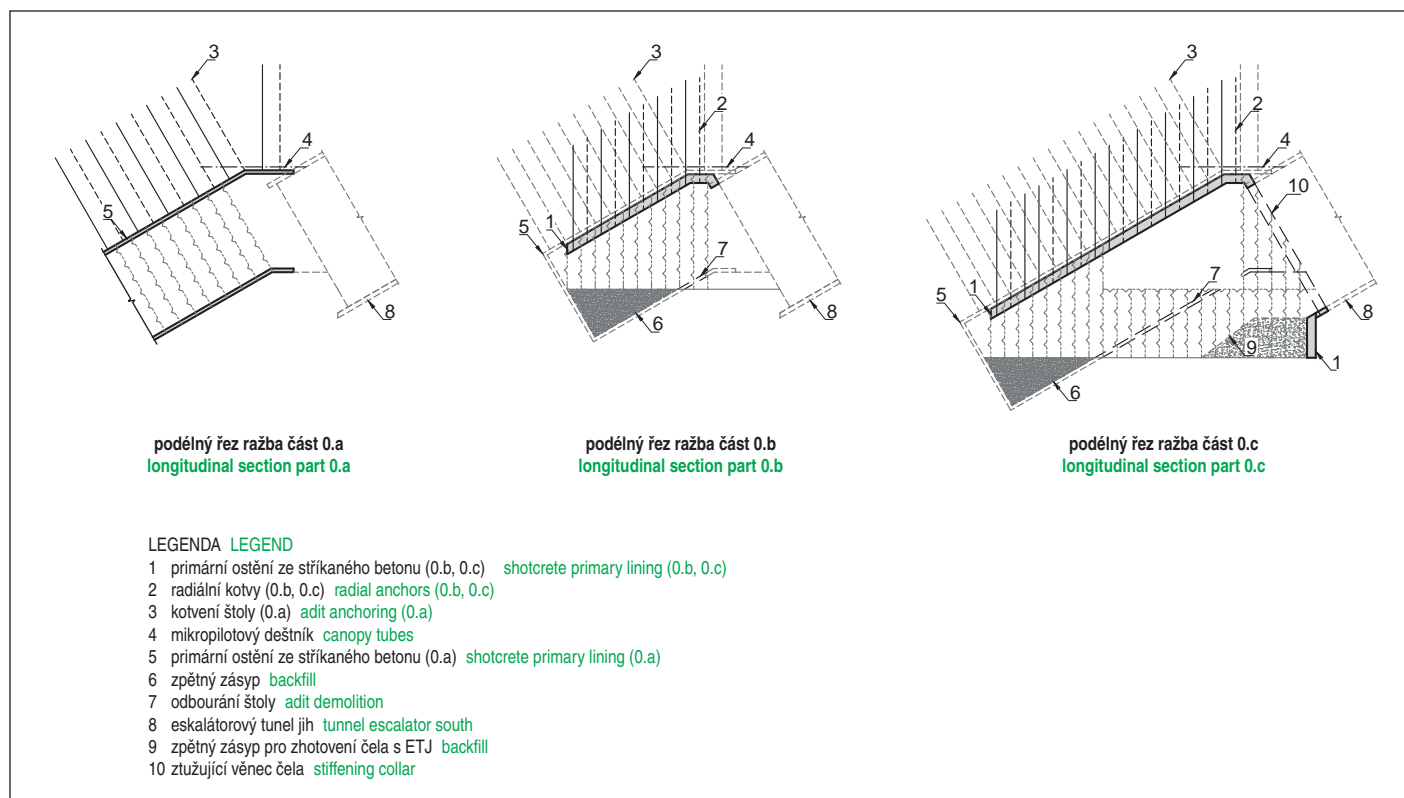 3
4
5
8
3
2
4
1
5
7
6
8
3
2
4
10
7
5
1
8
9
1
6
podélný řez ražba část 0.a
longitudinal section part 0.a
podélný řez ražba část 0.b
longitudinal section part 0.b
podélný řez ražba část 0.c
longitudinal section part 0.c
LEGENDA LEGEND
1 primární ostění ze stříkaného betonu (0.b, 0.c) shotcrete primary lining (0.b, 0.c)
2 radiální kotvy (0.b, 0.c) radial anchors (0.b, 0.c)
3 kotvení štoly (0.a) adit anchoring (0.a)
4 mikropilotový deštník canopy tubes
5 primární ostění ze stříkaného betonu (0.a) shotcrete primary lining (0.a)
6 zpětný zásyp backfill
7 odbourání štoly adit demolition
8 eskalátorový tunel jih tunnel escalator south
9 zpětný zásyp pro zhotovení čela s ETJ backfill
10 ztužující věnec čela stiffening collar